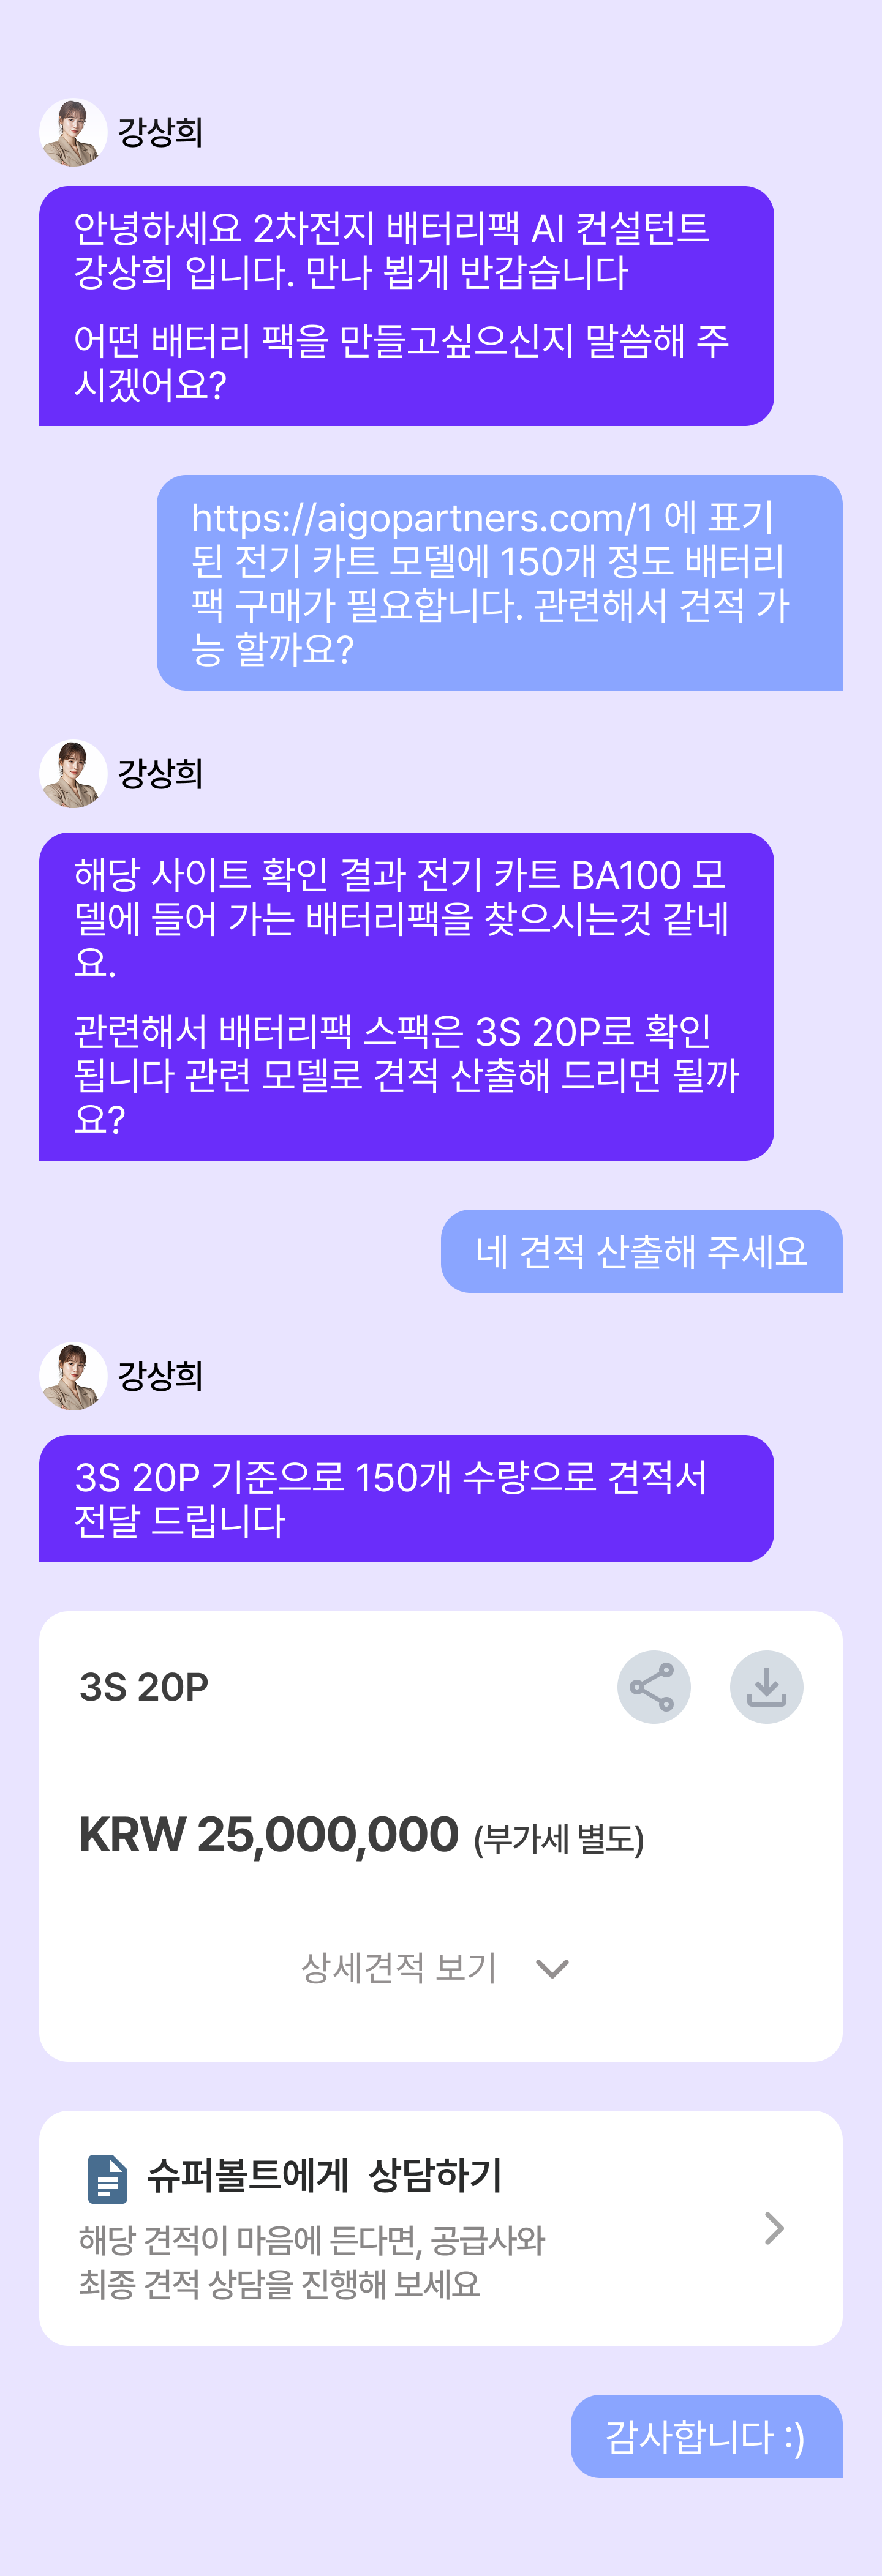 강상희
안녕하세요 2차전지 배터리팩 AI 컨설턴트
강상희 입니다. 만나 뵙게 반갑습니다
어떤 배터리 팩을 만들고싶으신지 말씀해 주
시겠어요?
https://aigopartners.com/1 에 표기
된 전기 카트 모델에 150개 정도 배터리
팩 구매가 필요합니다. 관련해서 견적 가
능 할까요?
강상희
해당 사이트 확인 결과 전기 카트 BA100 모
델에 들어 가는 배터리팩을 찾으시는것 같네
요.
관련해서 배터리팩 스팩은 3S 20P로 확인
됩니다 관련 모델로 견적 산출해 드리면 될까
요?
네 견적 산출해 주세요
강상희
3S 20P 기준으로 150개 수량으로 견적서
전달 드립니다
3S 20P
KRW 25,000,000 (부가세 별도)
상세견적 보기
슈퍼볼트에게 상담하기
해당 견적이 마음에 든다면, 공급사와
최종 견적 상담을 진행해 보세요
감사합니다 :)